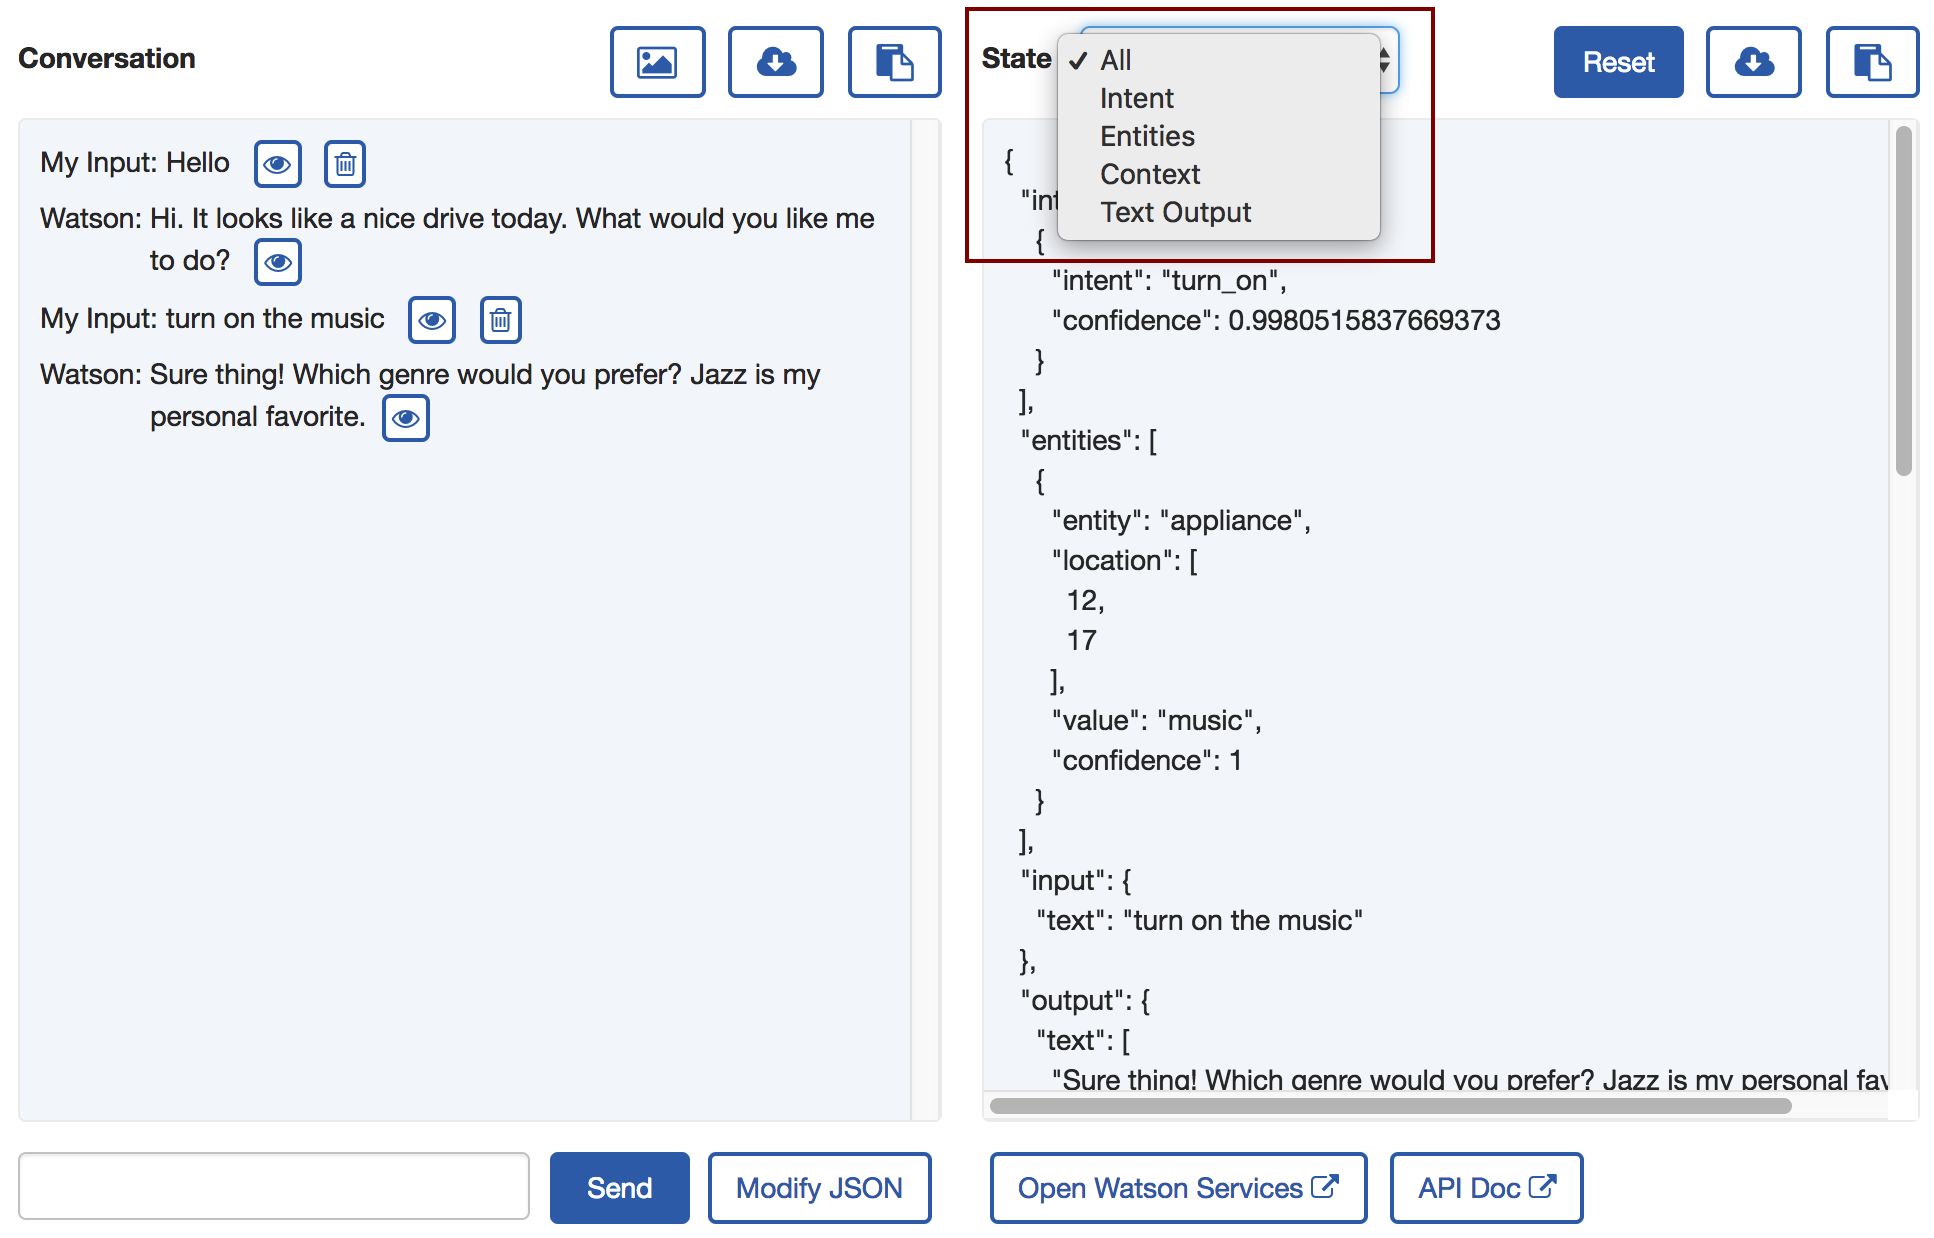 Conversation
My Input: Hello
Watson: Hi. It looks like a nice drive today. What would you like me
to do?
My Input: turn on the music
Watson: Sure thing! Which genre would you prefer? Jazz is my
personal favorite.
Send
Modify JSON
State
✓ All
Intent
Entities
Context
Text Output
Reset
{
"int
{
"intent": "turn_on",
"confidence": 0.9980515837669373
}
],
"entities": [
{
"entity": "appliance",
"location": [
12,
17
],
"value": "music",
"confidence": 1
}
],
"input": {
"text": "turn on the music"
},
"output": {
"text": [
"Sure thing! Which genre would you prefer? Jazz is my personal fav
Open Watson Services
API Doc